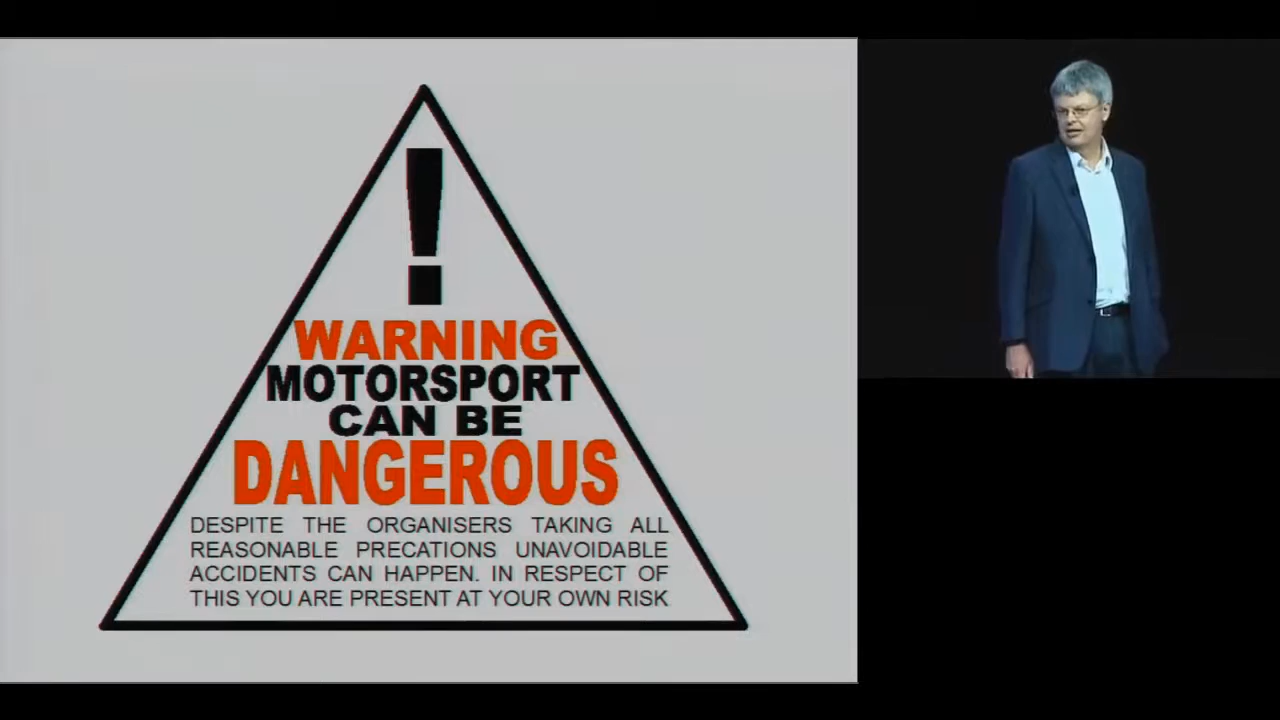 !
WARNING
MOTORSPORT
CAN BE
DANGEROUS
DESPITE THE ORGANISERS TAKING ALL
REASONABLE PRECATIONS UNAVOIDABLE
ACCIDENTS CAN HAPPEN. IN RESPECT OF
THIS YOU ARE PRESENT AT YOUR OWN RISK